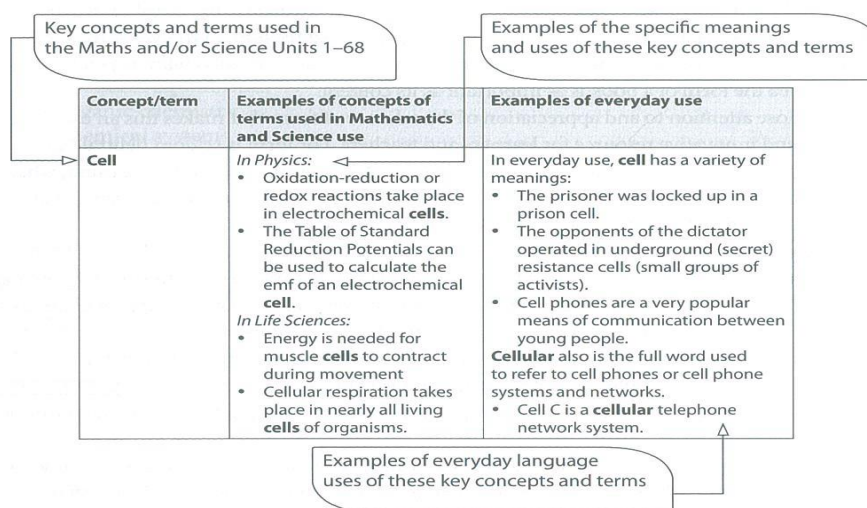 Key concepts and terms used in
the Maths and/or Science Units 1–68
Examples of the specific meanings
and uses of these key concepts and terms
Concept/term
Examples of concepts of
terms used in Mathematics
and Science use
Examples of everyday use
Cell
In Physics:
• Oxidation-reduction or
redox reactions take place
in electrochemical cells.
• The Table of Standard
Reduction Potentials can
be used to calculate the
emf of an electrochemical
cell.
In Life Sciences:
• Energy is needed for
muscle cells to contract
during movement
• Cellular respiration takes
place in nearly all living
cells of organisms.
In everyday use, cell has a variety of
meanings:
• The prisoner was locked up in a
prison cell.
• The opponents of the dictator
operated in underground (secret)
resistance cells (small groups of
activists).
• Cell phones are a very popular
means of communication between
young people.
Cellular also is the full word used
to refer to cell phones or cell phone
systems and networks.
• Cell C is a cellular telephone
network system.
Examples of everyday language
uses of these key concepts and terms